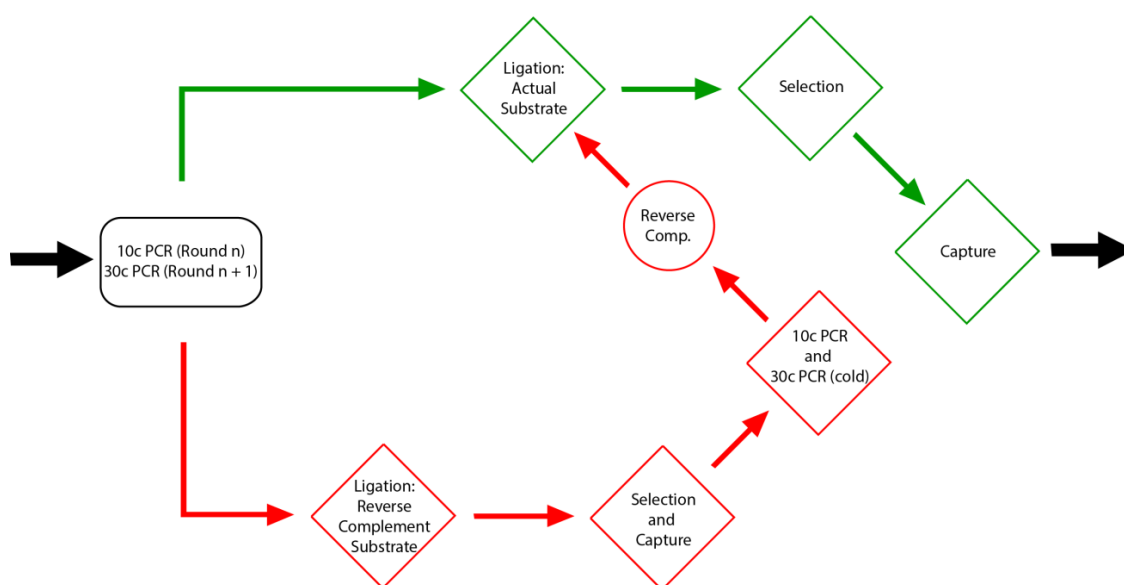 Ligation:
Actual
Substrate
Selection
Reverse
Comp.
10c PCR (Round n)
30c PCR (Round n + 1)
Capture
10c PCR
and
30c PCR (cold)
Ligation:
Reverse
Complement
Substrate
Selection
and
Capture